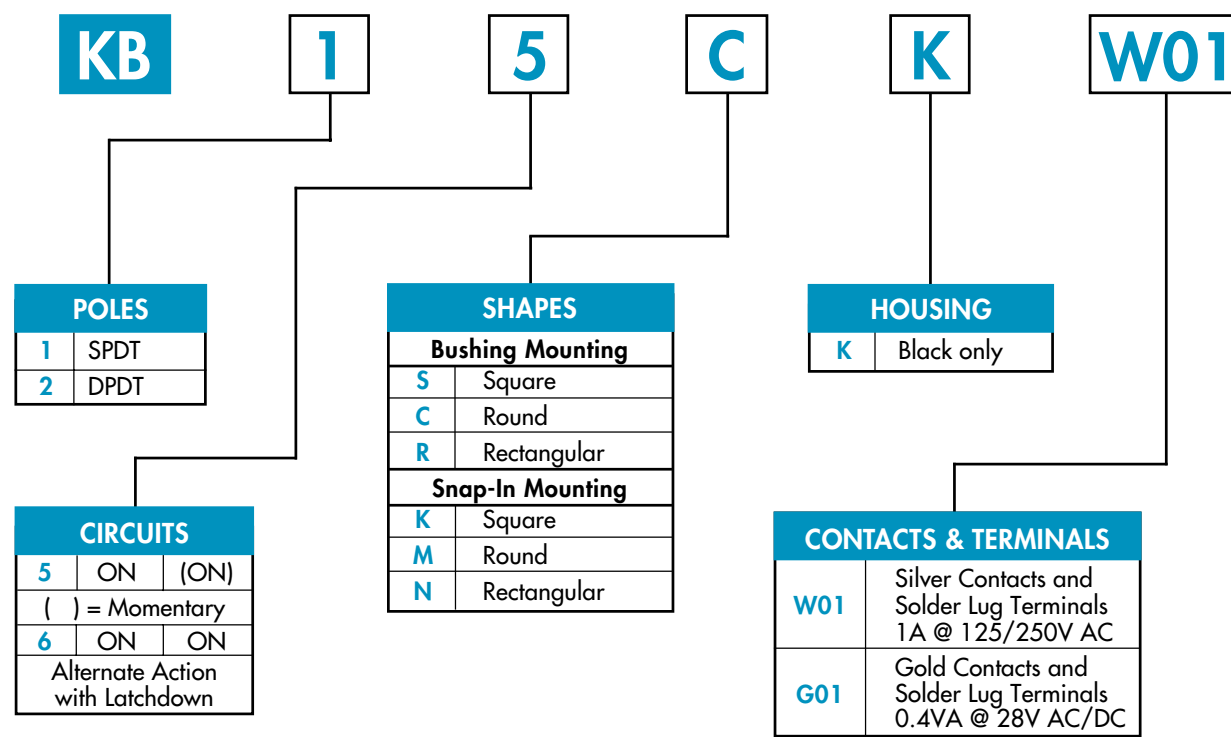 KB 1 5 C K W01
POLES
1 SPDT
2 DPDT
SHAPES
Bushing Mounting
S Square
C Round
R Rectangular
Snap-In Mounting
K Square
M Round
N Rectangular
HOUSING
K Black only
CIRCUITS
5 ON (ON)
( ) = Momentary
6 ON ON
Alternate Action
with Latchdown
CONTACTS & TERMINALS
W01 Silver Contacts and
Solder Lug Terminals
1A @ 125/250V AC
G01 Gold Contacts and
Solder Lug Terminals
0.4VA @ 28V AC/DC